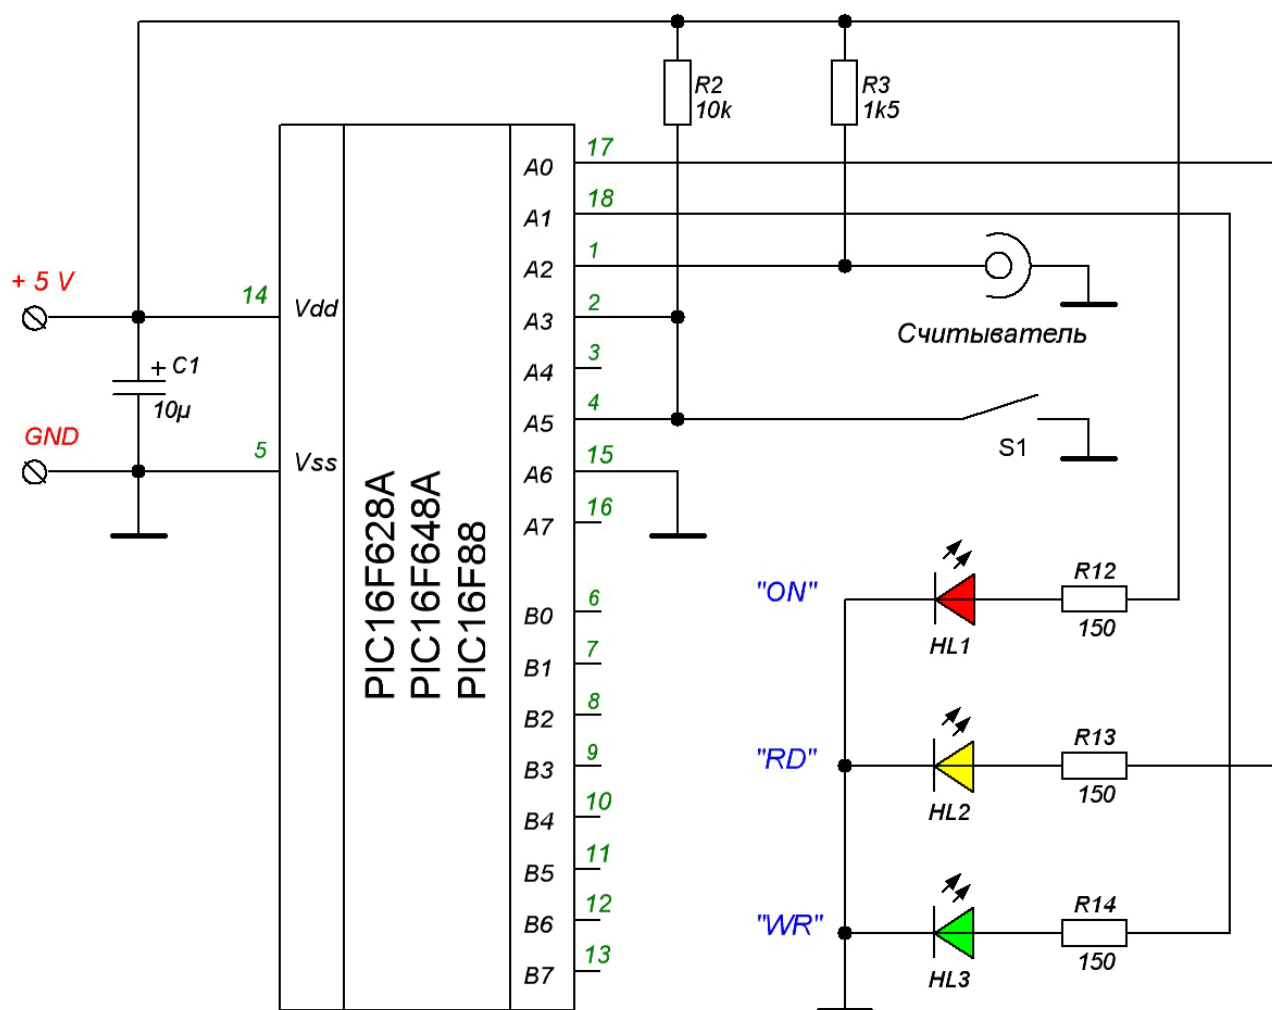 R2
10k
R3
1k5
17
A0
18
A1
1
A2
+ 5 V
14
Vdd
2
A3
Считыватель
3
A4
+ C1
10µ
4
A5
S1
GND
5
Vss
15
A6
16
A7
PIC16F628A
PIC16F648A
PIC16F88
"ON"
HL1
R12
150
6
B0
7
B1
8
B2
"RD"
HL2
R13
150
9
B3
10
B4
11
B5
12
B6
"WR"
HL3
R14
150
13
B7